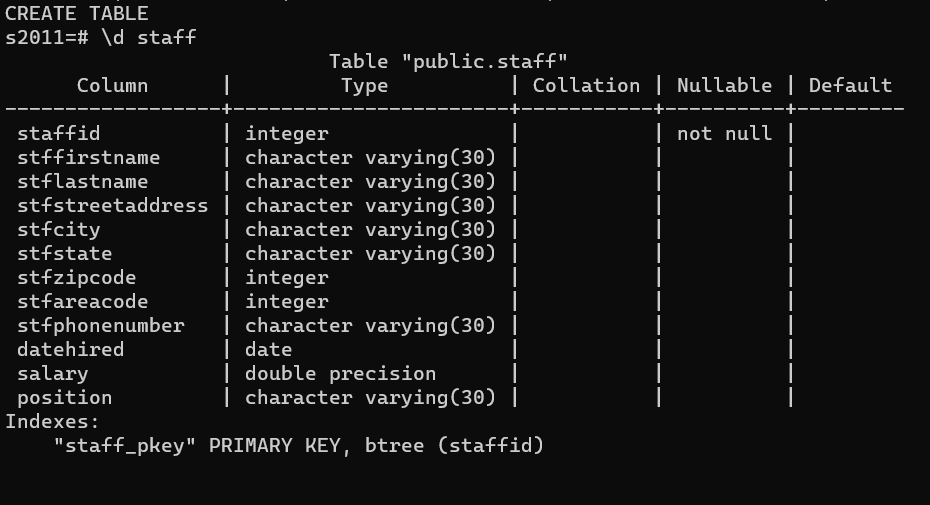 CREATE TABLE
s2011=# \d staff
                           Table "public.staff"
      Column      |         Type          | Collation | Nullable | Default
------------------+-----------------------+-----------+----------+---------
 staffid          | integer               |           | not null |
 stffirstname     | character varying(30) |           |          |
 stflastname      | character varying(30) |           |          |
 stfstreetaddress | character varying(30) |           |          |
 stfcity          | character varying(30) |           |          |
 stfstate         | character varying(30) |           |          |
 stfzipcode       | integer               |           |          |
 stfareacode      | integer               |           |          |
 stfphonenumber   | character varying(30) |           |          |
 datehired        | date                  |           |          |
 salary           | double precision      |           |          |
 position         | character varying(30) |           |          |
Indexes:
    "staff_pkey" PRIMARY KEY, btree (staffid)